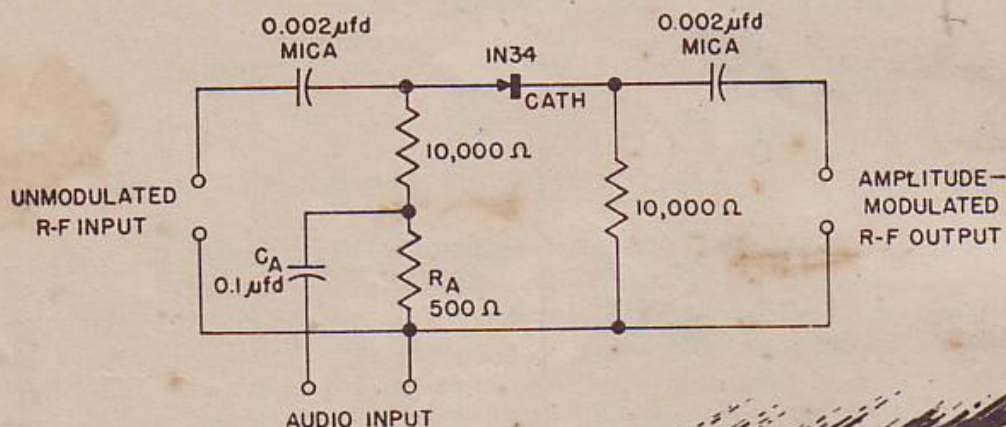 0.002µfd
MICA
IN34
CATH
0.002µfd
MICA
10,000 Ω
UNMODULATED
R-F INPUT
10,000 Ω
AMPLITUDE-
MODULATED
R-F OUTPUT
CA
0.1µfd
RA
500 Ω
AUDIO INPUT